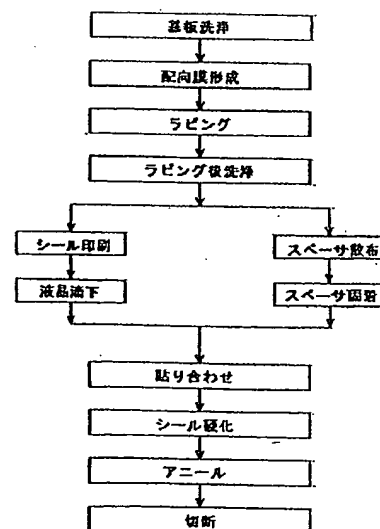 基板洗浄
配向膜形成
ラビング
ラビング後洗浄
シール印刷
スペーサ散布
液晶滴下
スペーサ固着
貼り合わせ
シール硬化
アニール
切断